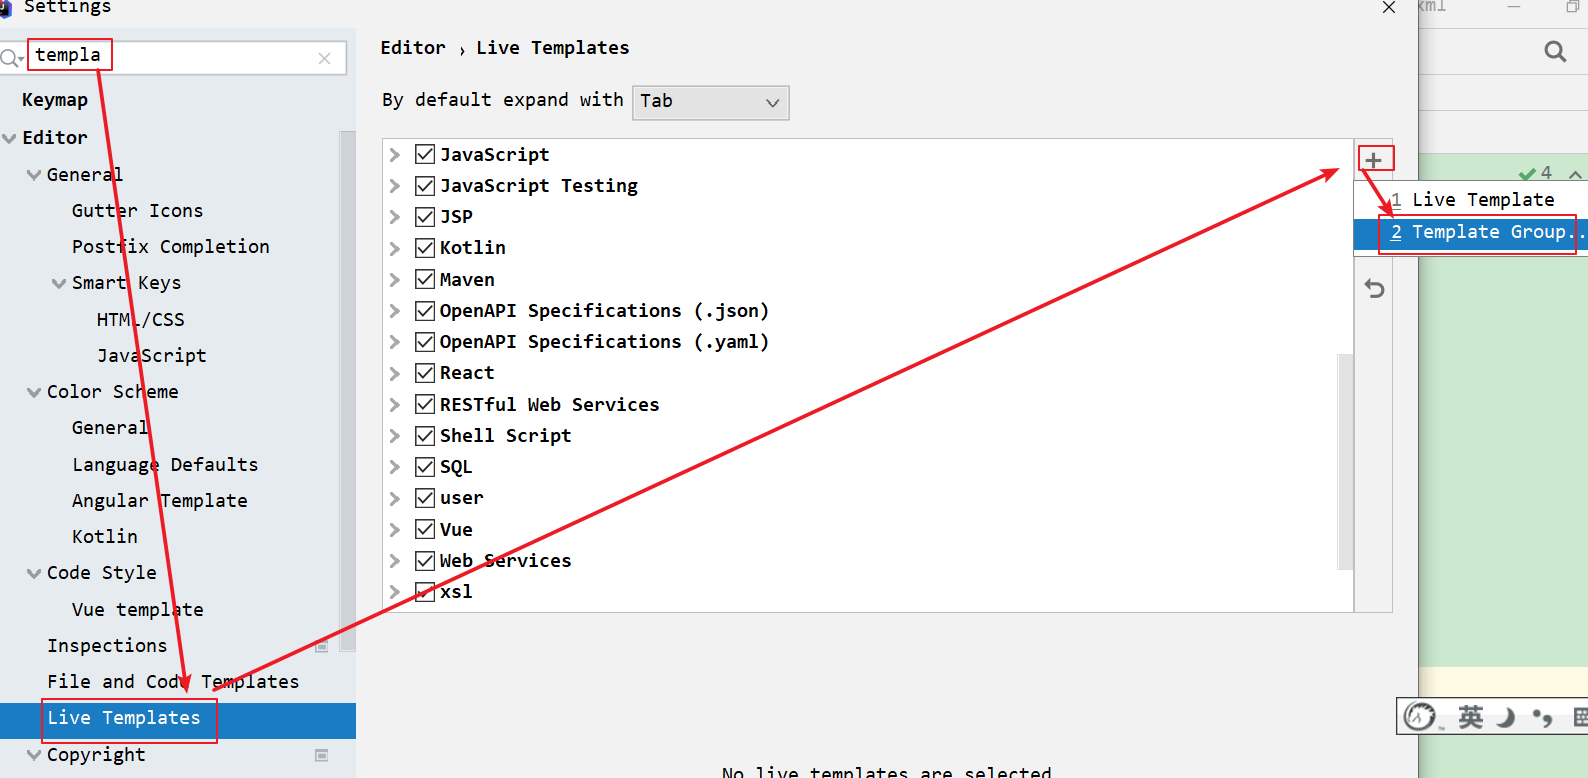 Settings
xml
templa
Editor › Live Templates
Keymap
By default expand with Tab
Editor
General
Gutter Icons
Postfix Completion
Smart Keys
HTML/CSS
JavaScript
Color Scheme
General
Language Defaults
Angular Template
Kotlin
Code Style
Vue template
Inspections
File and Code Templates
Live Templates
Copyright
JavaScript
JavaScript Testing
JSP
Kotlin
Maven
OpenAPI Specifications (.json)
OpenAPI Specifications (.yaml)
React
RESTful Web Services
Shell Script
SQL
user
Vue
Web Services
xsl
4
1 Live Template
2 Template Group...
No live templates are selected
英